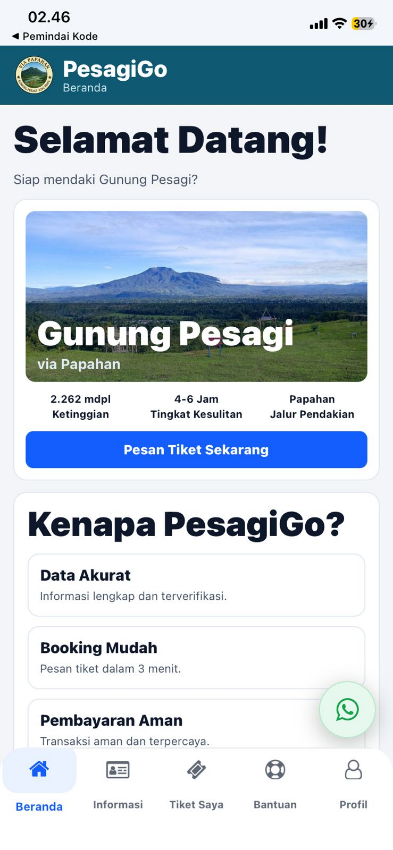 02.46
30
◀ Pemindai Kode
VIA PAPAHAN
PesagiGo
Beranda
Selamat Datang!
Siap mendaki Gunung Pesagi?
Gunung Pesagi
via Papahan
2.262 mdpl
Ketinggian
4-6 Jam
Tingkat Kesulitan
Papahan
Jalur Pendakian
Pesan Tiket Sekarang
Kenapa PesagiGo?
Data Akurat
Informasi lengkap dan terverifikasi.
Booking Mudah
Pesan tiket dalam 3 menit.
Pembayaran Aman
Transaksi aman dan terpercaya.
Beranda
Informasi
Tiket Saya
Bantuan
Profil